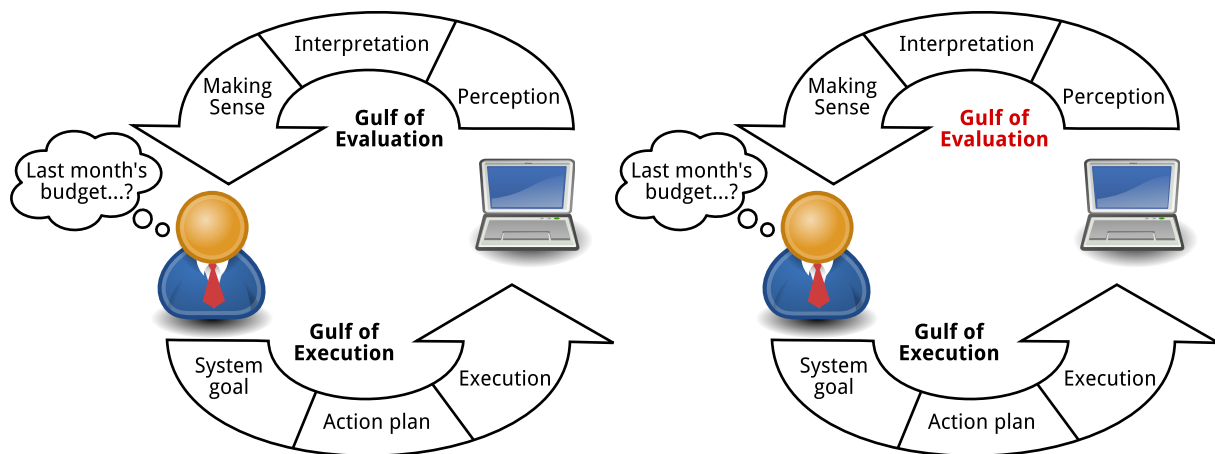 Interpretation
Making
Sense
Perception
Gulf of
Evaluation
Last month's
budget...?
Gulf of
Execution
System
goal
Execution
Action plan
Interpretation
Making
Sense
Perception
Gulf of
Evaluation
Last month's
budget...?
Gulf of
Execution
System
goal
Execution
Action plan